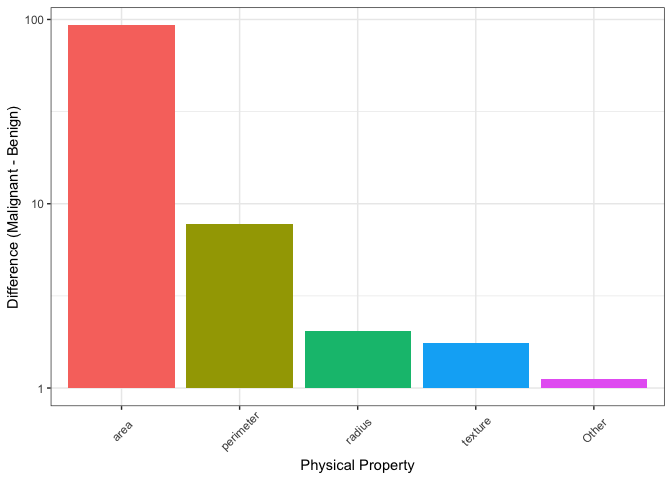 Difference (Malignant - Benign)
100
10
1
area
perimeter
radius
texture
Other
Physical Property